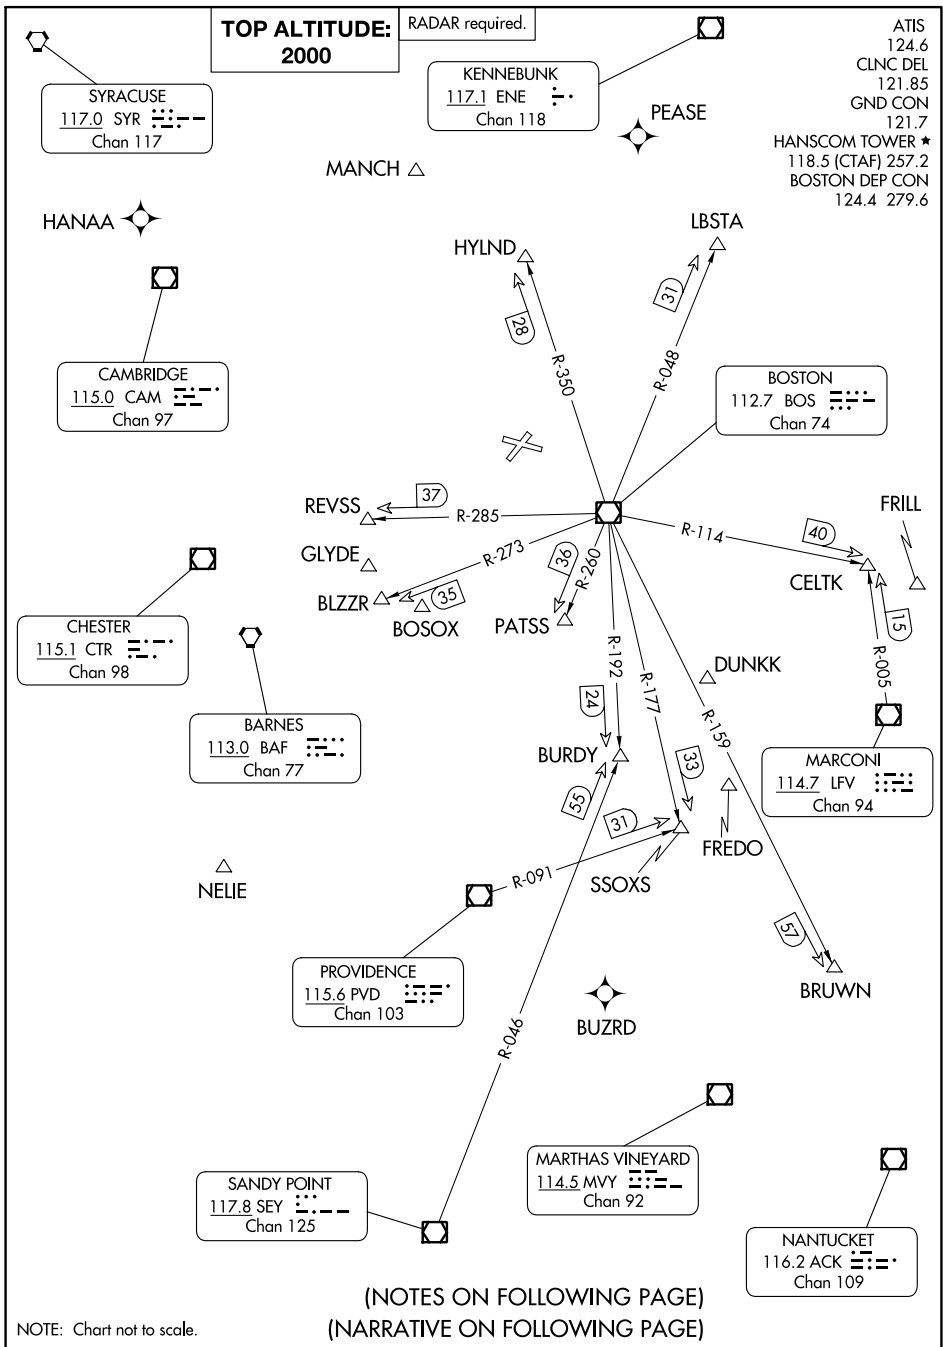 TOP ALTITUDE:
2000
RADAR required.
ATIS
124.6
CLNC DEL
121.85
GND CON
121.7
HANSCOM TOWER ★
118.5 (CTAF) 257.2
BOSTON DEP CON
124.4 279.6
SYRACUSE
117.0 SYR
Chan 117
KENNEBUNK
117.1 ENE
Chan 118
PEASE
MANCH
HANAA
HYLND
LBSTA
28
31
R-350
R-048
CAMBRIDGE
115.0 CAM
Chan 97
BOSTON
112.7 BOS
Chan 74
REVSS
37
R-285
R-114
40
FRILL
GLYDE
R-273
36
R-260
CELTK
BLZZR
35
BOSOX
PATSS
15
CHESTER
115.1 CTR
Chan 98
R-192
R-177
DUNKK
R-005
R-159
24
BARNES
113.0 BAF
Chan 77
BURDY
33
MARCONI
114.7 LFV
Chan 94
55
31
FREDO
NELIE
R-091
SSOXS
57
PROVIDENCE
115.6 PVD
Chan 103
BRUWN
BUZRD
R-046
MARTHAS VINEYARD
114.5 MVY
Chan 92
SANDY POINT
117.8 SEY
Chan 125
NANTUCKET
116.2 ACK
Chan 109
(NOTES ON FOLLOWING PAGE)
NOTE: Chart not to scale.
(NARRATIVE ON FOLLOWING PAGE)